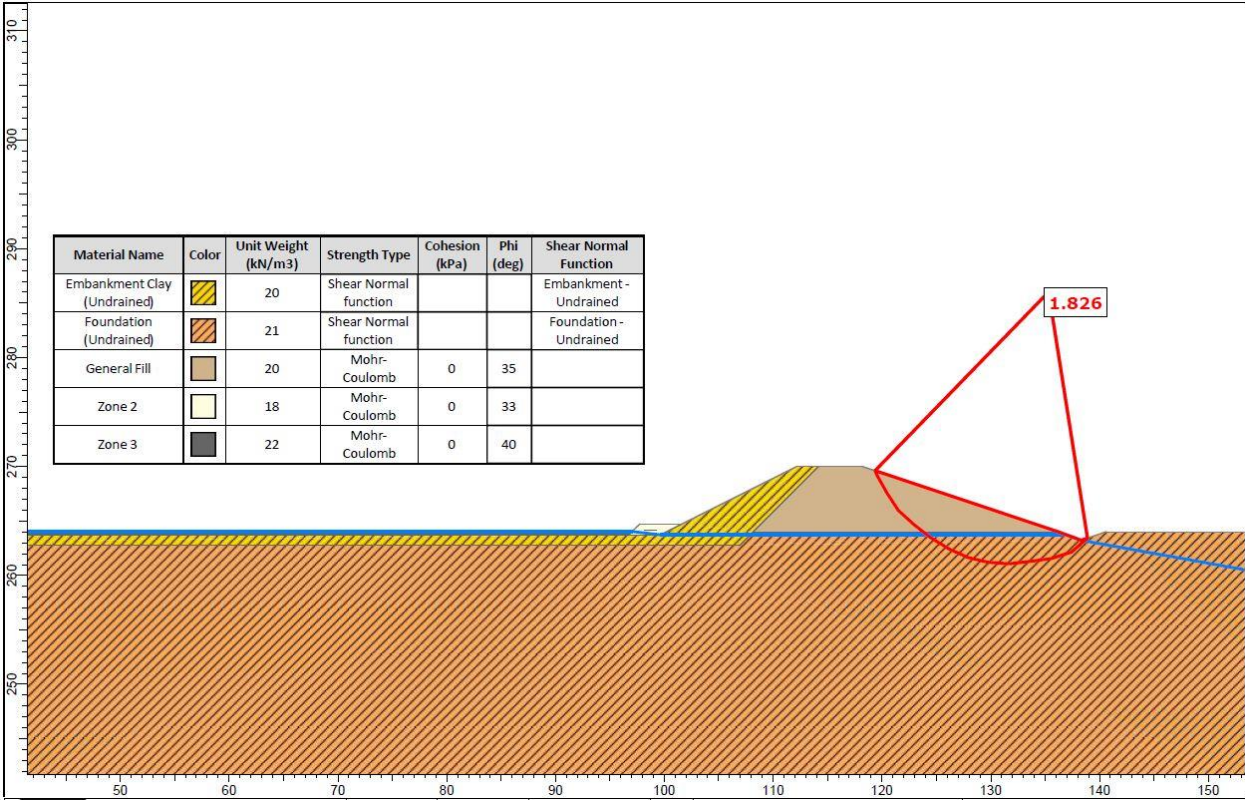 310
300
290
280
270
260
250
Material Name Color Unit Weight (kN/m3) Strength Type Cohesion (kPa) Phi (deg) Shear Normal Function
Embankment Clay (Undrained) 20 Shear Normal function Embankment - Undrained
Foundation (Undrained) 21 Shear Normal function Foundation - Undrained
General Fill 20 Mohr-Coulomb 0 35
Zone 2 18 Mohr-Coulomb 0 33
Zone 3 22 Mohr-Coulomb 0 40
1.826
50 60 70 80 90 100 110 120 130 140 150